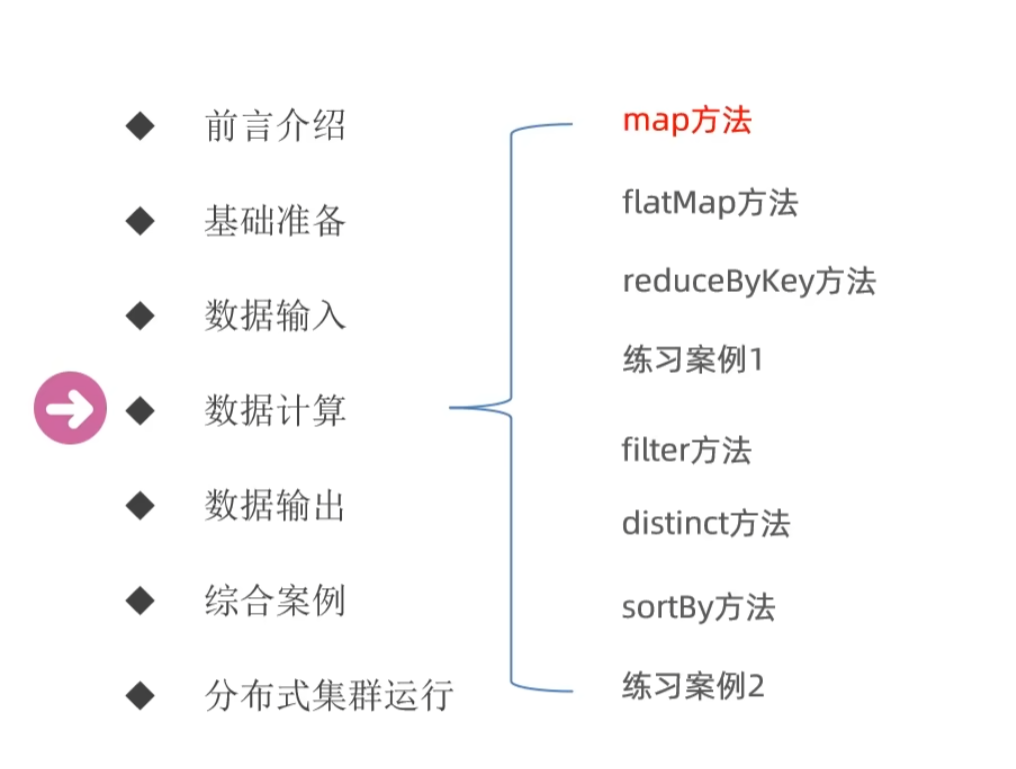 前言介绍
基础准备
数据输入
数据计算
数据输出
综合案例
分布式集群运行
map方法
flatMap方法
reduceByKey方法
练习案例1
filter方法
distinct方法
sortBy方法
练习案例2